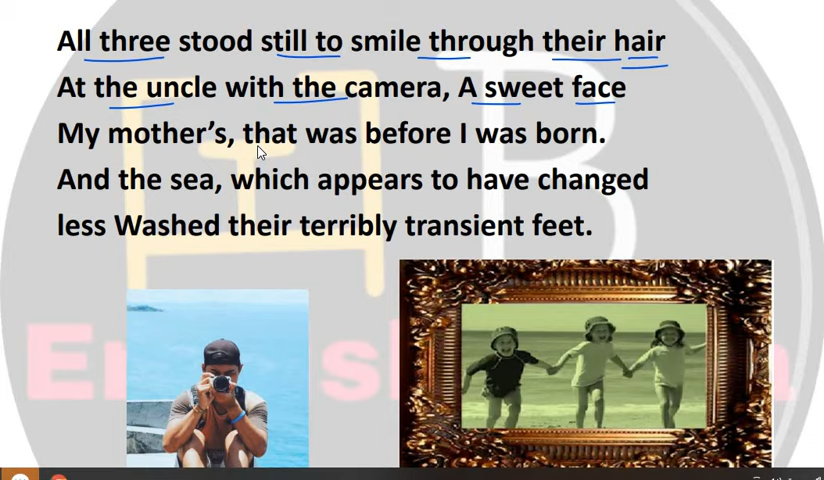 All three stood still to smile through their hair
At the uncle with the camera, A sweet face
My mother's, that was before I was born.
And the sea, which appears to have changed
less Washed their terribly transient feet.